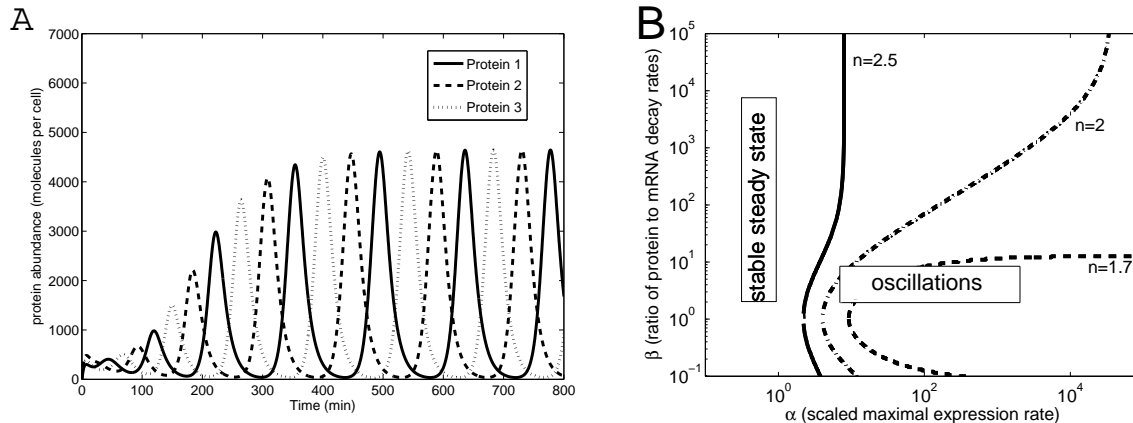 A
7000
6000
5000
4000
3000
2000
1000
0
protein abundance (molecules per cell)
Protein 1
Protein 2
Protein 3
0 100 200 300 400 500 600 700 800
Time (min)
B
10^5
10^4
10^3
10^2
10^1
10^0
10^-1
β (ratio of protein to mRNA decay rates)
n=2.5
n=2
n=1.7
stable steady state
oscillations
10^0 10^2 10^4
α (scaled maximal expression rate)